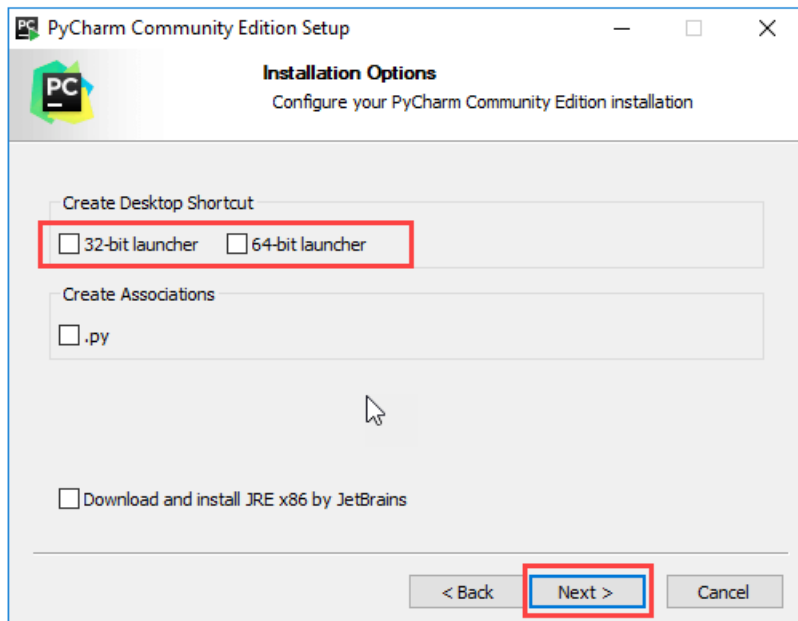 PC PyCharm Community Edition Setup
PC
Installation Options
Configure your PyCharm Community Edition installation
Create Desktop Shortcut
32-bit launcher 64-bit launcher
Create Associations
.py
Download and install JRE x86 by JetBrains
< Back Next > Cancel